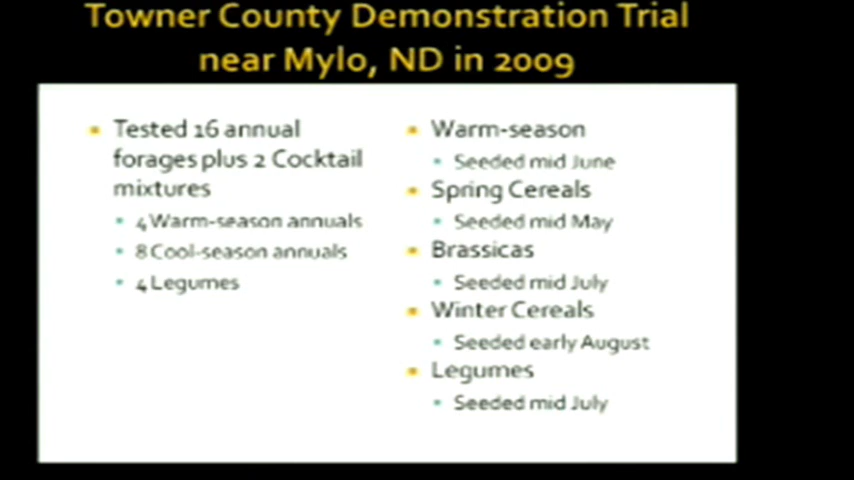 Towner County Demonstration Trial
near Mylo, ND in 2009
Tested 16 annual
forages plus 2 Cocktail
mixtures
4 Warm-season annuals
8 Cool-season annuals
4 Legumes
Warm-season
Seeded mid June
Spring Cereals
Seeded mid May
Brassicas
Seeded mid July
Winter Cereals
Seeded early August
Legumes
Seeded mid July